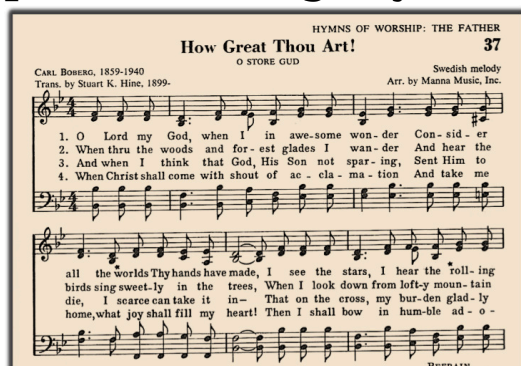 HYMNS OF WORSHIP: THE FATHER
How Great Thou Art! 37
O STORE GUD
CARL BOBERG, 1859-1940
Trans. by Stuart K. Hine, 1899-
Swedish melody
Arr. by Manna Music, Inc.
1. O Lord my God, when I in awe-some won-der Con-sid-er
2. When thru the woods and for-est glades I wan-der And hear the
3. And when I think that God, His Son not spar-ing, Sent Him to
4. When Christ shall come with shout of ac-cla-ma-tion And take me
all the *worlds Thy hands have made, I see the stars, I hear the *roll-ing
birds sing sweet-ly in the trees, When I look down from loft-y moun-tain
die, I scarce can take it in— That on the cross, my bur-den glad-ly
home, what joy shall fill my heart! Then I shall bow in hum-ble ad-o-
REFRAIN